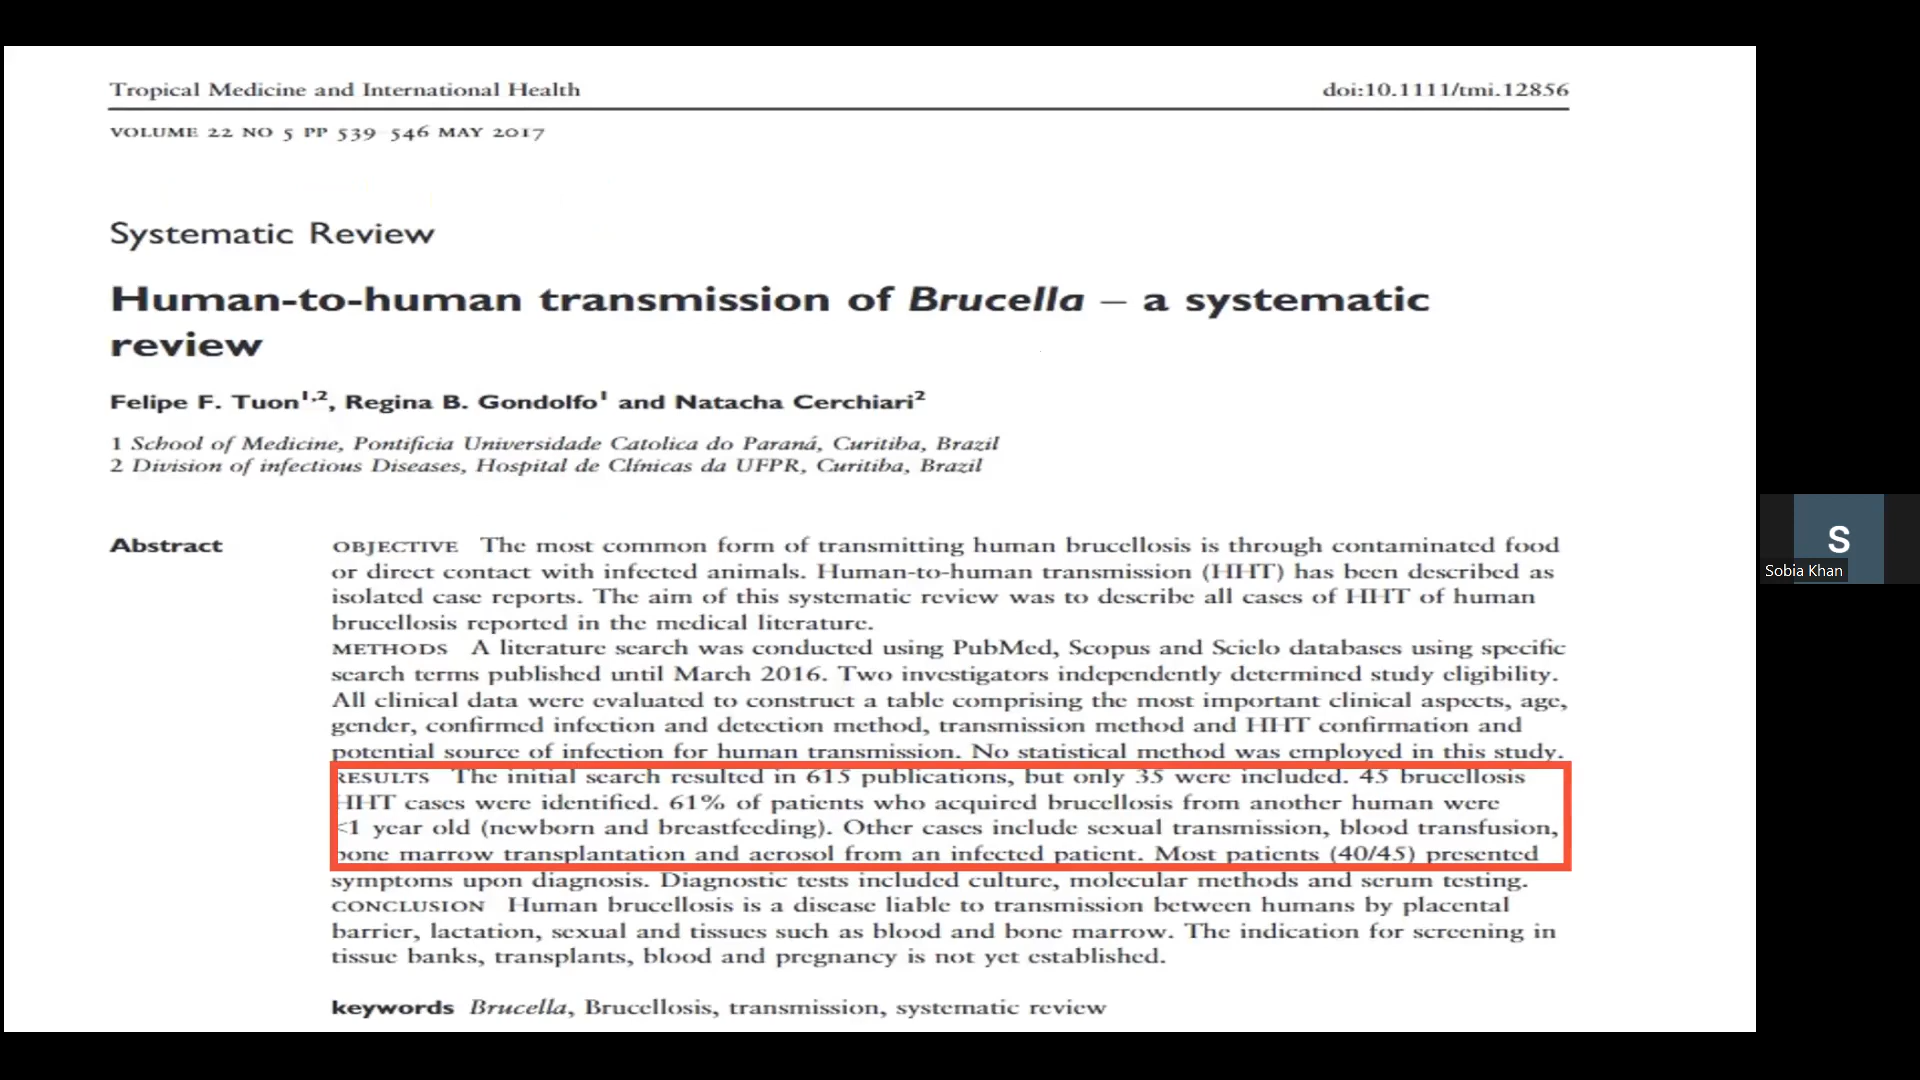 Tropical Medicine and International Health
doi:10.1111/tmi.12856
VOLUME 22 NO 5 PP 539 546 MAY 2017
Systematic Review
Human-to-human transmission of Brucella – a systematic
review
Felipe F. Tuon1,2, Regina B. Gondolfo1 and Natacha Cerchiari2
1 School of Medicine, Pontificia Universidade Catolica do Paraná, Curitiba, Brazil
2 Division of infectious Diseases, Hospital de Clínicas da UFPR, Curitiba, Brazil
Abstract
OBJECTIVE The most common form of transmitting human brucellosis is through contaminated food
or direct contact with infected animals. Human-to-human transmission (HHT) has been described as
isolated case reports. The aim of this systematic review was to describe all cases of HHT of human
brucellosis reported in the medical literature.
METHODS A literature search was conducted using PubMed, Scopus and Scielo databases using specific
search terms published until March 2016. Two investigators independently determined study eligibility.
All clinical data were evaluated to construct a table comprising the most important clinical aspects, age,
gender, confirmed infection and detection method, transmission method and HHT confirmation and
potential source of infection for human transmission. No statistical method was employed in this study.
RESULTS The initial search resulted in 615 publications, but only 35 were included. 45 brucellosis
HHT cases were identified. 61% of patients who acquired brucellosis from another human were
<1 year old (newborn and breastfeeding). Other cases include sexual transmission, blood transfusion,
bone marrow transplantation and aerosol from an infected patient. Most patients (40/45) presented
symptoms upon diagnosis. Diagnostic tests included culture, molecular methods and serum testing.
CONCLUSION Human brucellosis is a disease liable to transmission between humans by placental
barrier, lactation, sexual and tissues such as blood and bone marrow. The indication for screening in
tissue banks, transplants, blood and pregnancy is not yet established.
keywords Brucella, Brucellosis, transmission, systematic review
S
Sobia Khan